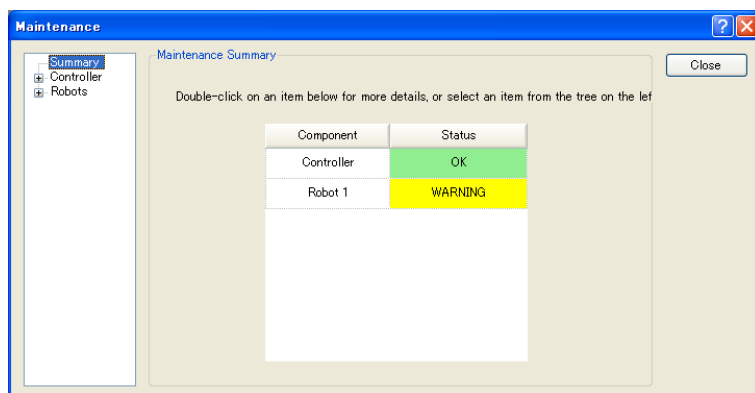 Maintenance
Summary
Controller
Robots
Maintenance Summary
Close
Double-click on an item below for more details, or select an item from the tree on the lef
Component Status
Controller OK
Robot 1 WARNING